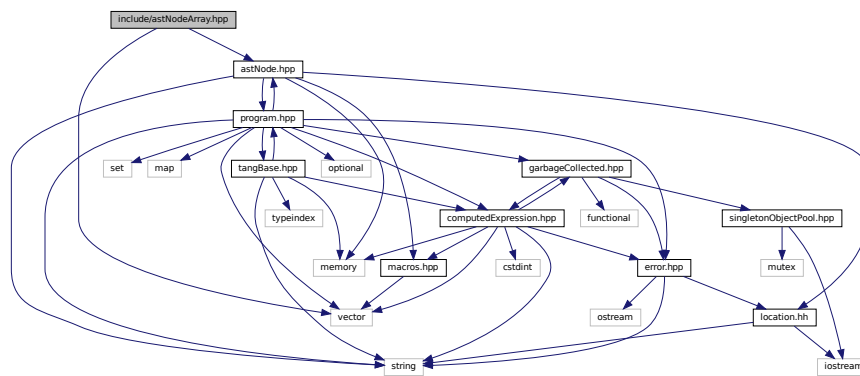 include/astNodeArray.hpp
astNode.hpp
program.hpp
set
map
tangBase.hpp
optional
garbageCollected.hpp
typeindex
computedExpression.hpp
functional
singletonObjectPool.hpp
memory
macros.hpp
cstdint
error.hpp
mutex
vector
ostream
location.hh
string
iostream